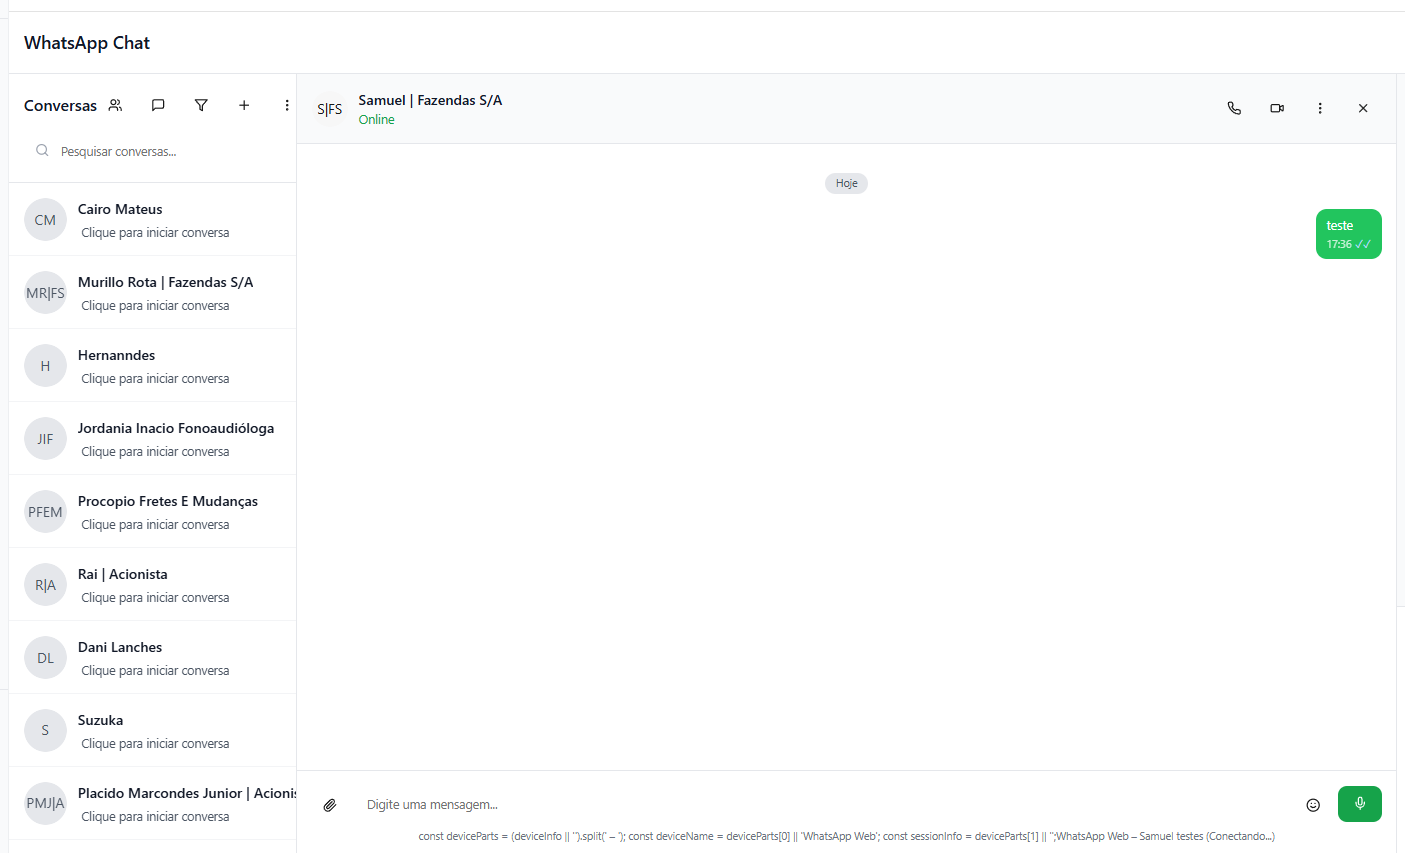 WhatsApp Chat
Conversas
Pesquisar conversas...
CM
Cairo Mateus
Clique para iniciar conversa
MR|FS
Murillo Rota | Fazendas S/A
Clique para iniciar conversa
H
Hernanndes
Clique para iniciar conversa
JIF
Jordania Inacio Fonoaudióloga
Clique para iniciar conversa
PFEM
Procopio Fretes E Mudanças
Clique para iniciar conversa
R|A
Rai | Acionista
Clique para iniciar conversa
DL
Dani Lanches
Clique para iniciar conversa
S
Suzuka
Clique para iniciar conversa
PMJ|A
Placido Marcondes Junior | Acionis
Clique para iniciar conversa
S|FS
Samuel | Fazendas S/A
Online
Hoje
teste
17:36 ✓✓
Digite uma mensagem...
const deviceParts = (deviceInfo || '').split(' – '); const deviceName = deviceParts[0] || 'WhatsApp Web'; const sessionInfo = deviceParts[1] || '';WhatsApp Web – Samuel testes (Conectando...)